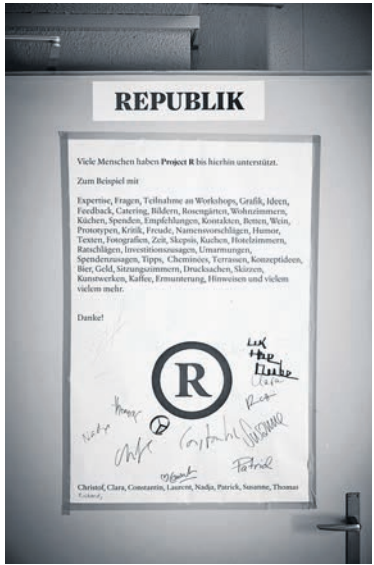 REPUBLIK
Viele Menschen haben Project R bis hierhin unterstützt.
Zum Beispiel mit
Expertise, Fragen, Teilnahme an Workshops, Grafik, Ideen,
Feedback, Catering, Bildern, Rosengärten, Wohnzimmern,
Küchen, Spenden, Empfehlungen, Kontakten, Betten, Wein,
Prototypen, Kritik, Freude, Namensvorschlägen, Humor,
Texten, Fotografien, Zeit, Skepsis, Kuchen, Hotelzimmern,
Ratschlägen, Investitionszusagen, Umarmungen,
Spendenzusagen, Tipps, Cheminées, Terrassen, Konzeptideen,
Bier, Geld, Sitzungszimmern, Drucksachen, Skizzen,
Kunstwerken, Kaffee, Ermunterung, Hinweisen und vielem
vielem mehr.
Danke!
R
Clara
Nadja
Constantin
Susanne
Patrick
Christof, Clara, Constantin, Laurent, Nadja, Patrick, Susanne, Thomas